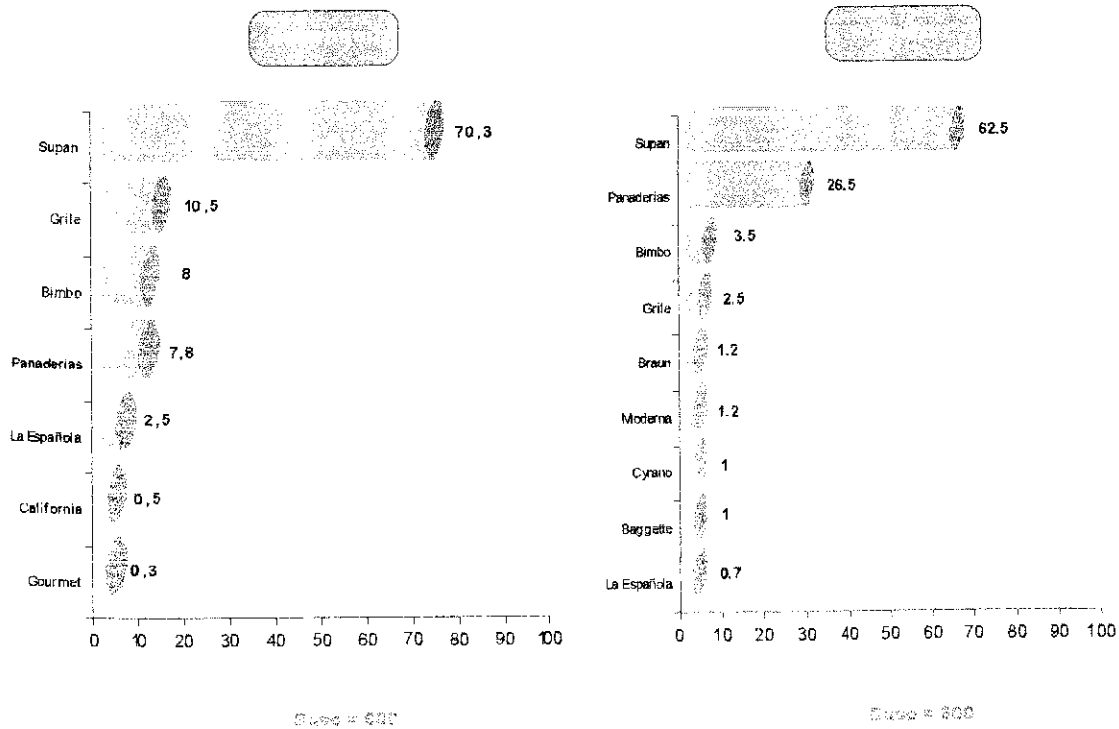 Supan 70,3
Grile 10,5
Bimbo 8
Panaderías 7,8
La Española 2,5
California 0,5
Gourmet 0,3
0 10 20 30 40 50 60 70 80 90 100
Supan 62.5
Panaderías 26.5
Bimbo 3.5
Grile 2.5
Braun 1.2
Moderna 1.2
Cyrano 1
Baggette 1
La Española 0.7
0 10 20 30 40 50 60 70 80 90 100